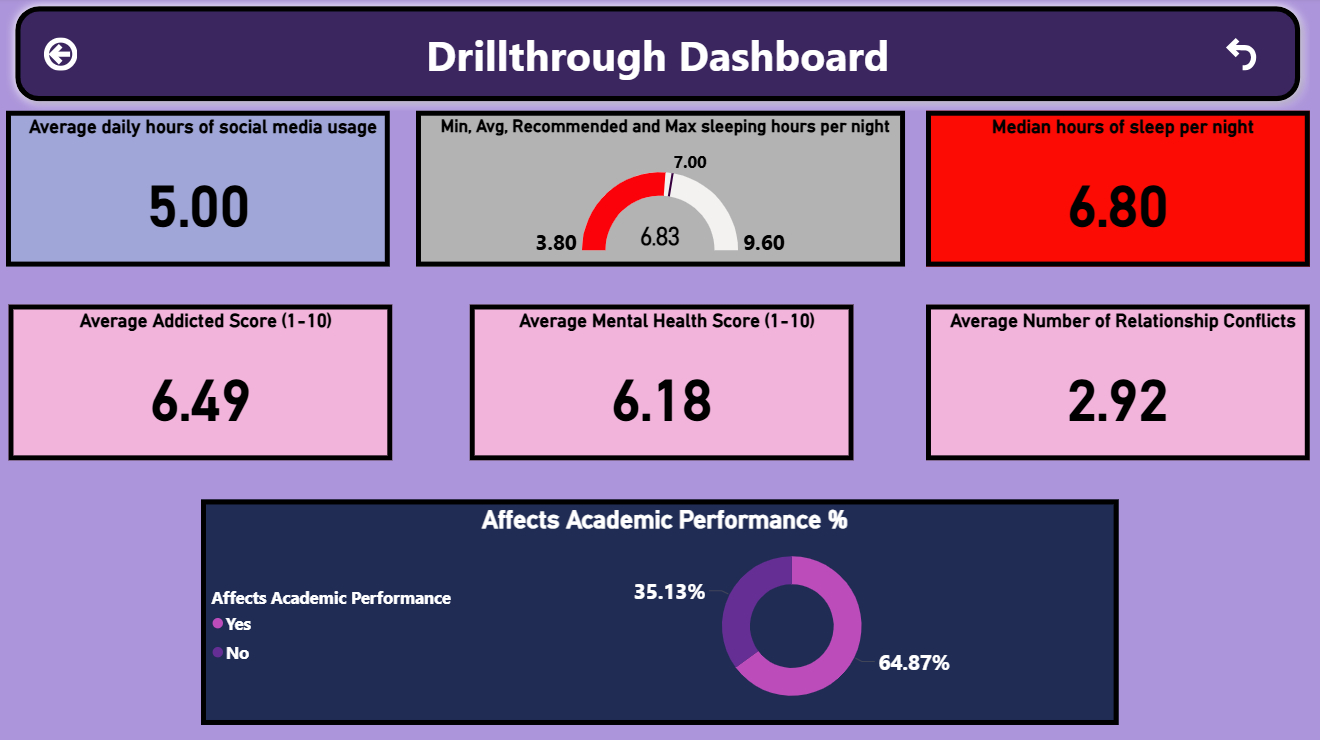 Drillthrough Dashboard
Average daily hours of social media usage
5.00
Min, Avg, Recommended and Max sleeping hours per night
7.00
3.80
6.83
9.60
Median hours of sleep per night
6.80
Average Addicted Score (1-10)
6.49
Average Mental Health Score (1-10)
6.18
Average Number of Relationship Conflicts
2.92
Affects Academic Performance %
Affects Academic Performance
Yes
No
35.13%
64.87%